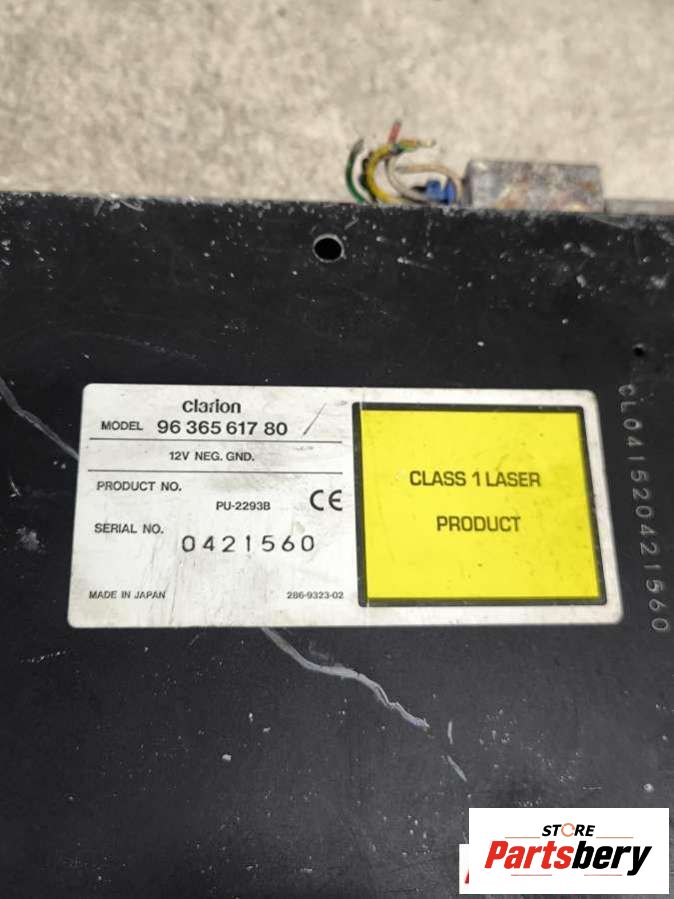 clarion
MODEL 96 365 617 80 /
12V NEG. GND.
PRODUCT NO.
PU-2293B
CE
SERIAL NO.
0421560
MADE IN JAPAN
286-9323-02
CLASS 1 LASER
PRODUCT
CL041520421560
STORE
Partsbery